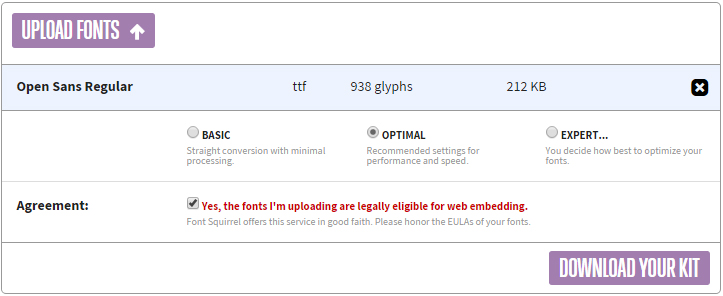 UPLOAD FONTS
Open Sans Regular ttf 938 glyphs 212 KB
BASIC OPTIMAL EXPERT...
Straight conversion with minimal processing.
Recommended settings for performance and speed.
You decide how best to optimize your fonts.
Agreement: Yes, the fonts I'm uploading are legally eligible for web embedding.
Font Squirrel offers this service in good faith. Please honor the EULAs of your fonts.
DOWNLOAD YOUR KIT